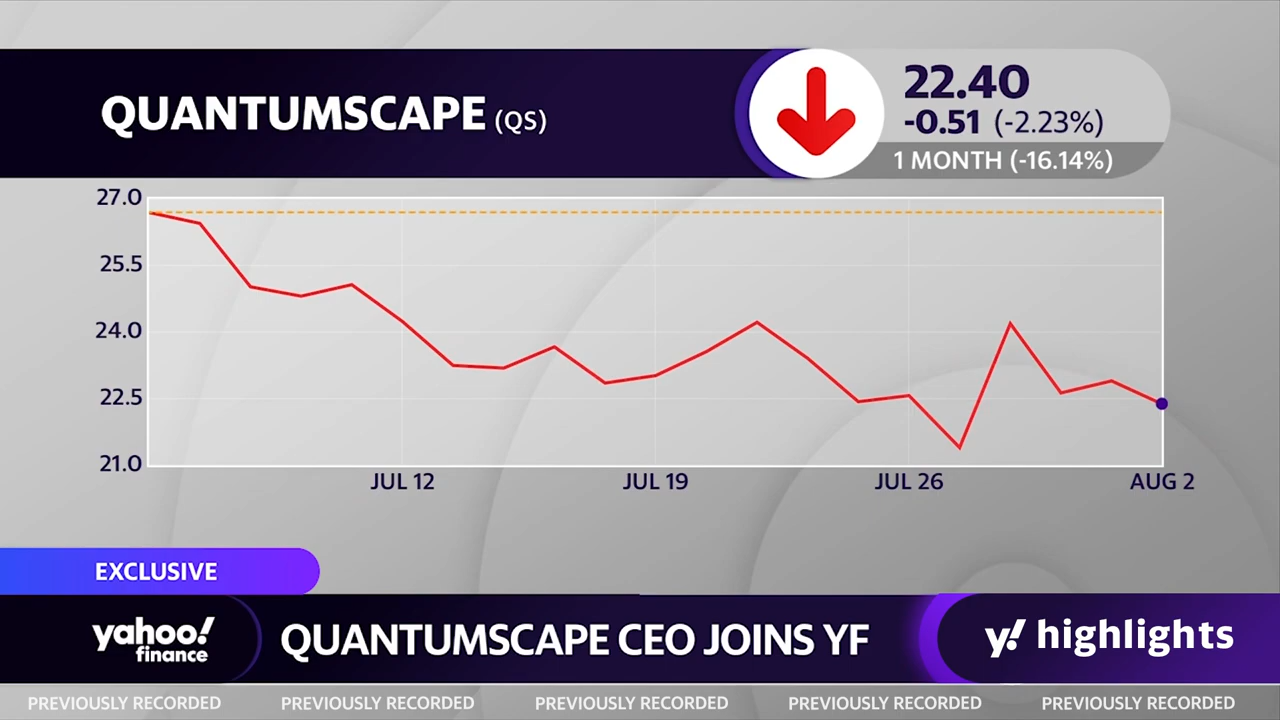 QUANTUMSCAPE (QS)
22.40
-0.51 (-2.23%)
1 MONTH (-16.14%)
27.0
25.5
24.0
22.5
21.0
JUL 12 JUL 19 JUL 26 AUG 2
EXCLUSIVE
yahoo!
finance
QUANTUMSCAPE CEO JOINS YF
y! highlights
PREVIOUSLY RECORDED PREVIOUSLY RECORDED PREVIOUSLY RECORDED PREVIOUSLY RECORDED PREVIOUSLY RECORDED